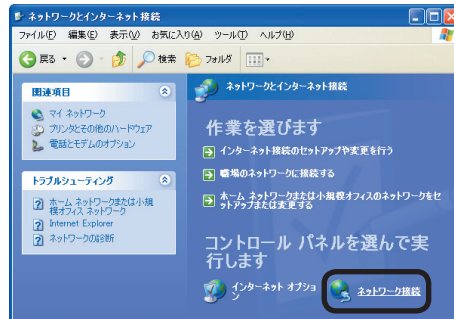 ネットワークとインターネット接続
ファイル(F) 編集(E) 表示(V) お気に入り(A) ツール(T) ヘルプ(H)
戻る 検索 フォルダ
関連項目
マイ ネットワーク
プリンタとその他のハードウェア
電話とモデムのオプション
トラブルシューティング
ホーム ネットワークまたは小規
模オフィス ネットワーク
Internet Explorer
ネットワークの診断
ネットワークとインターネット接続
作業を選びます
インターネット接続のセットアップや変更を行う
職場のネットワークに接続する
ホーム ネットワークまたは小規模オフィスのネットワークをセ
ットアップまたは変更する
コントロール パネルを選んで実
行します
インターネット オプショ
ン
ネットワーク接続